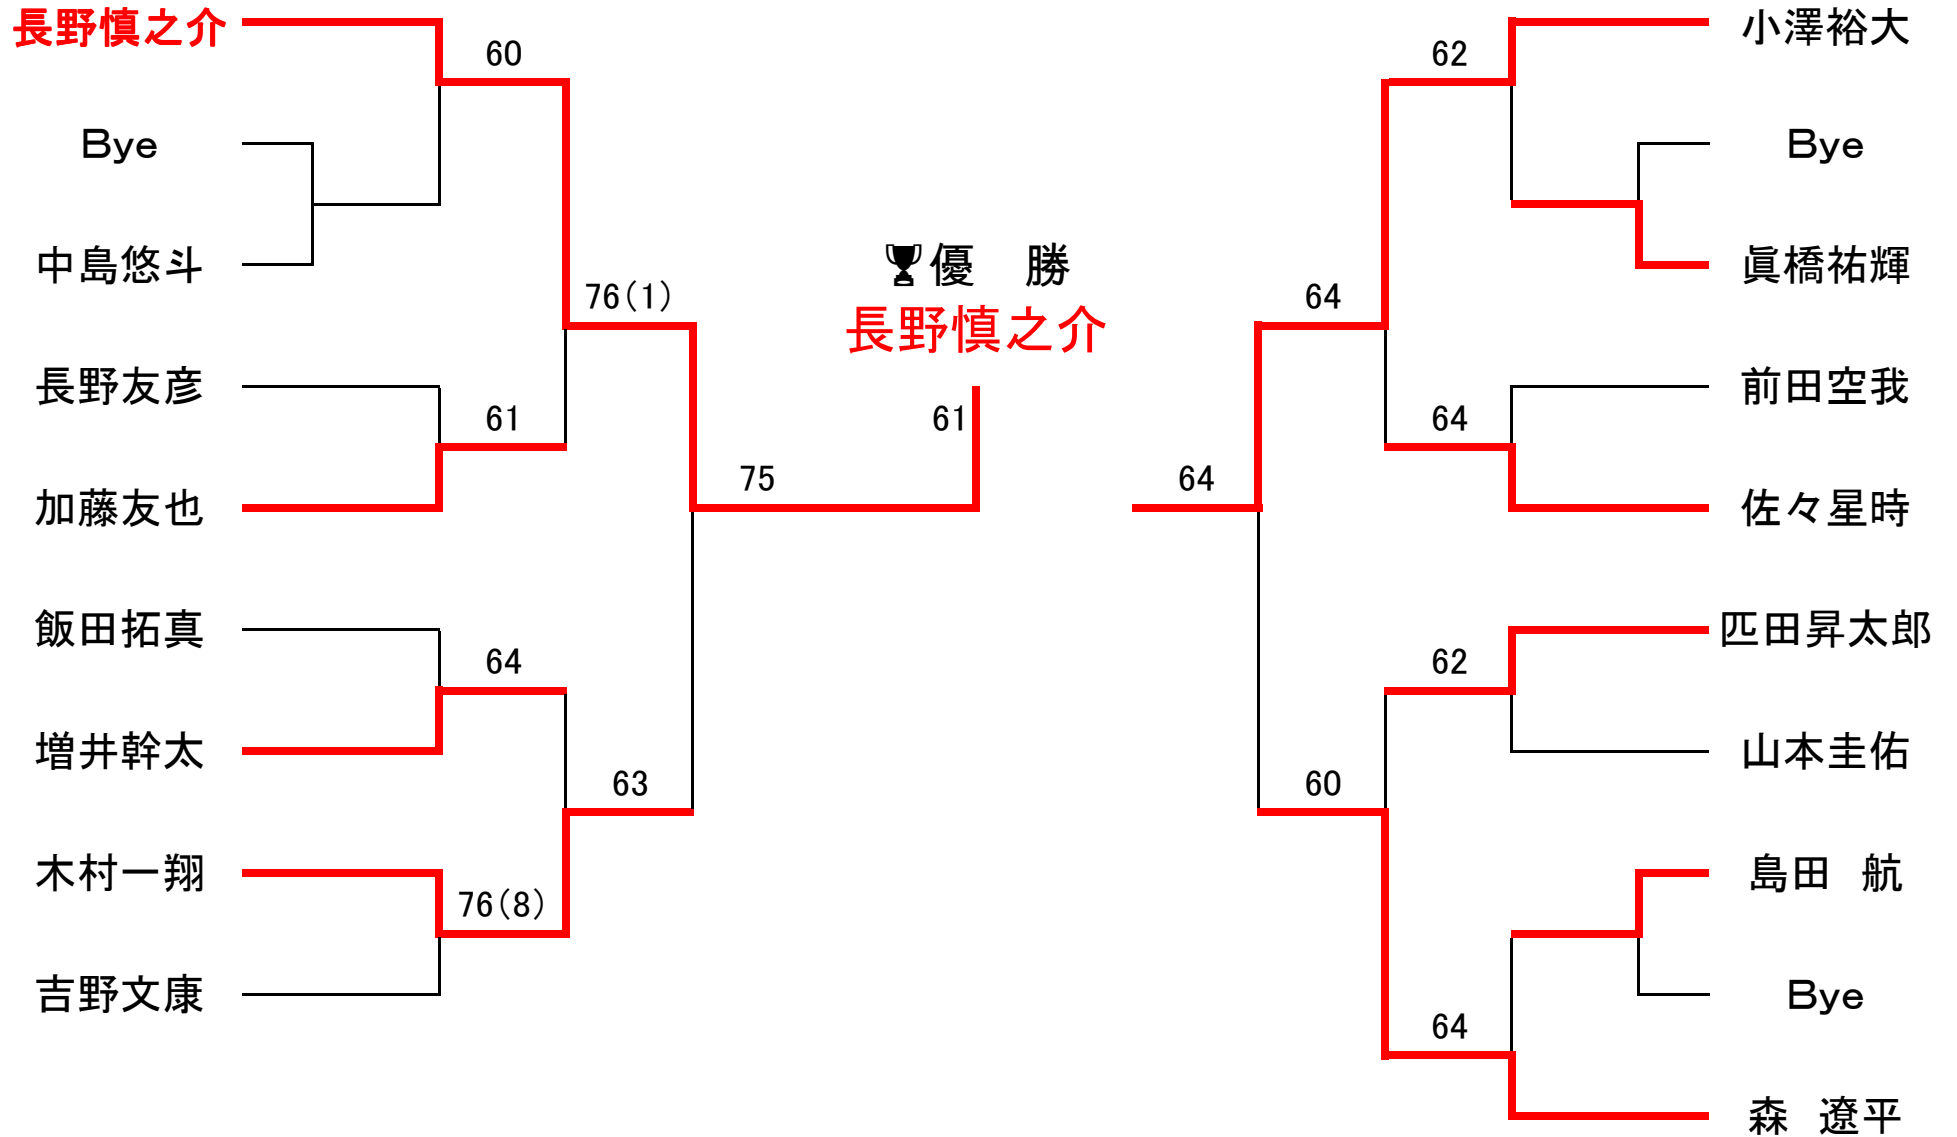 長野慎之介
60
Bye
中島悠斗
76(1)
長野友彦
61
加藤友也
75
飯田拓真
64
増井幹太
63
木村一翔
76(8)
吉野文康
優　勝
長野慎之介
61
小澤裕大
62
Bye
眞橋祐輝
64
前田空我
64
佐々星時
64
匹田昇太郎
62
山本圭佑
60
島田　航
Bye
64
森　遼平